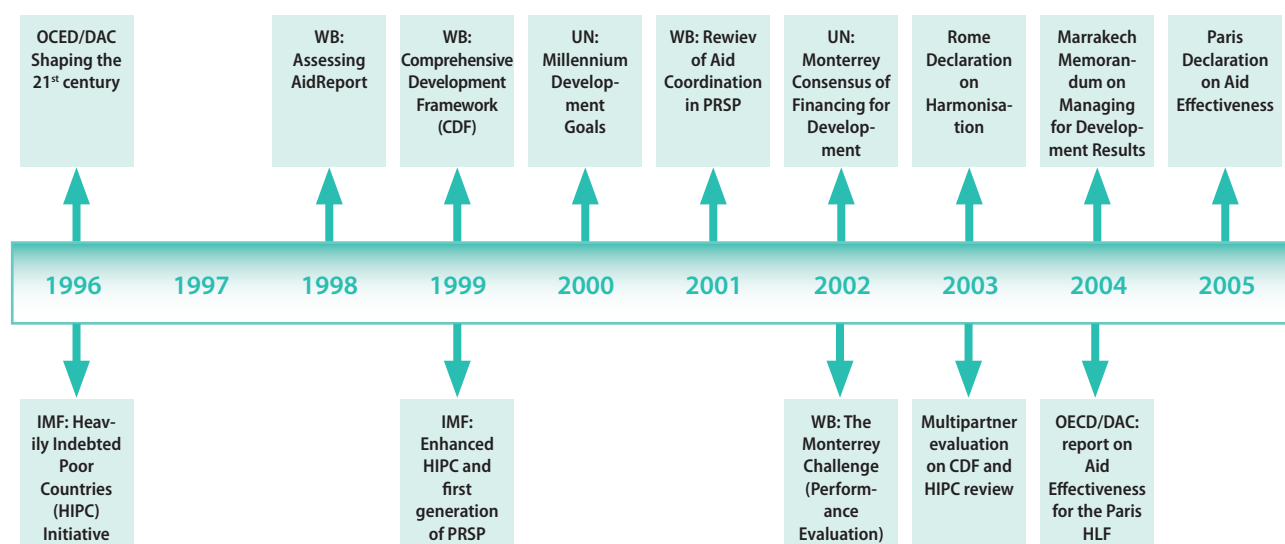 OCED/DAC
Shaping the
21st century
WB:
Assessing
AidReport
WB:
Comprehensive
Development
Framework
(CDF)
UN:
Millennium
Develop-
ment
Goals
WB: Rewiev
of Aid
Coordination
in PRSP
UN:
Monterrey
Consensus of
Financing for
Develop-
ment
Rome
Declaration
on
Harmonisa-
tion
Marrakech
Memoran-
dum on
Managing
for Develop-
ment Results
Paris
Declaration
on Aid
Effectiveness
1996 1997 1998 1999 2000 2001 2002 2003 2004 2005
IMF: Heav-
ily Indebted
Poor
Countries
(HIPC)
Initiative
IMF:
Enhanced
HIPC and
first
generation
of PRSP
WB: The
Monterrey
Challenge
(Perform-
ance
Evaluation)
Multipartner
evaluation
on CDF and
HIPC review
OECD/DAC:
report on
Aid
Effectiveness
for the Paris
HLF